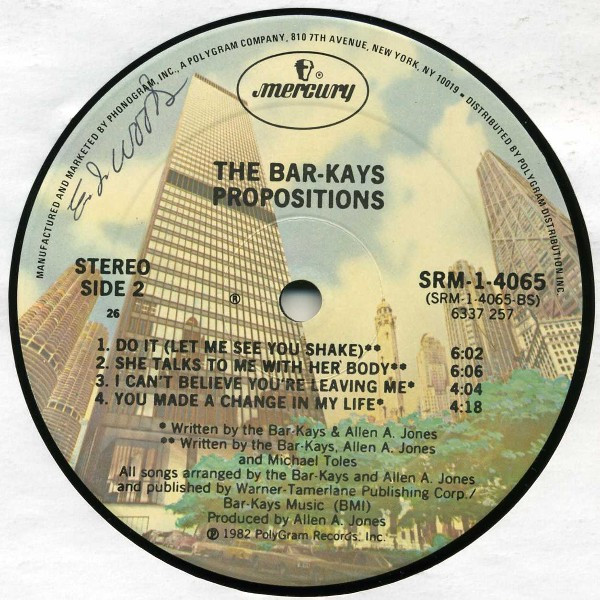 MANUFACTURED AND MARKETED BY PHONOGRAM, INC., A POLYGRAM COMPANY, 810 7TH AVENUE, NEW YORK, NY 10019 • DISTRIBUTED BY POLYGRAM DISTRIBUTION, INC.
mercury ®
E.J. WOODS
THE BAR-KAYS
PROPOSITIONS
STEREO
SIDE 2
26
®
SRM-1-4065
(SRM-1-4065-BS)
6337 257
1. DO IT (LET ME SEE YOU SHAKE)** 6:02
2. SHE TALKS TO ME WITH HER BODY** 6:06
3. I CAN'T BELIEVE YOU'RE LEAVING ME* 4:04
4. YOU MADE A CHANGE IN MY LIFE* 4:18
* Written by the Bar-Kays & Allen A. Jones
** Written by the Bar-Kays, Allen A. Jones
and Michael Toles
All songs arranged by the Bar-Kays and Allen A. Jones
and published by Warner-Tamerlane Publishing Corp./
Bar-Kays Music (BMI)
Produced by Allen A. Jones
℗ 1982 PolyGram Records, Inc.